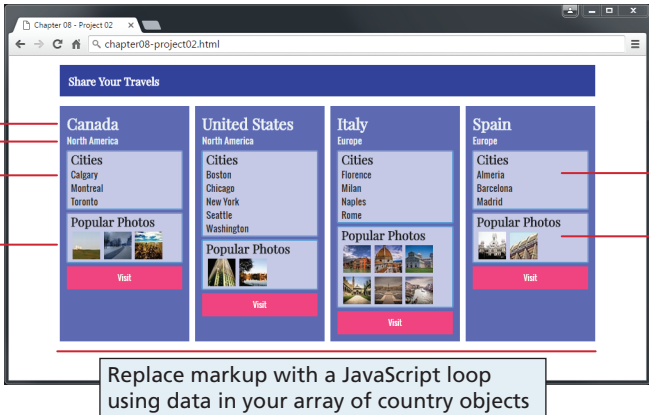 Chapter 08 - Project 02
chapter08-project02.html
Share Your Travels
Canada
North America
Cities
Calgary
Montreal
Toronto
Popular Photos
Visit
United States
North America
Cities
Boston
Chicago
New York
Seattle
Washington
Popular Photos
Visit
Italy
Europe
Cities
Florence
Milan
Naples
Rome
Popular Photos
Visit
Spain
Europe
Cities
Almeria
Barcelona
Madrid
Popular Photos
Visit
Replace markup with a JavaScript loop
using data in your array of country objects